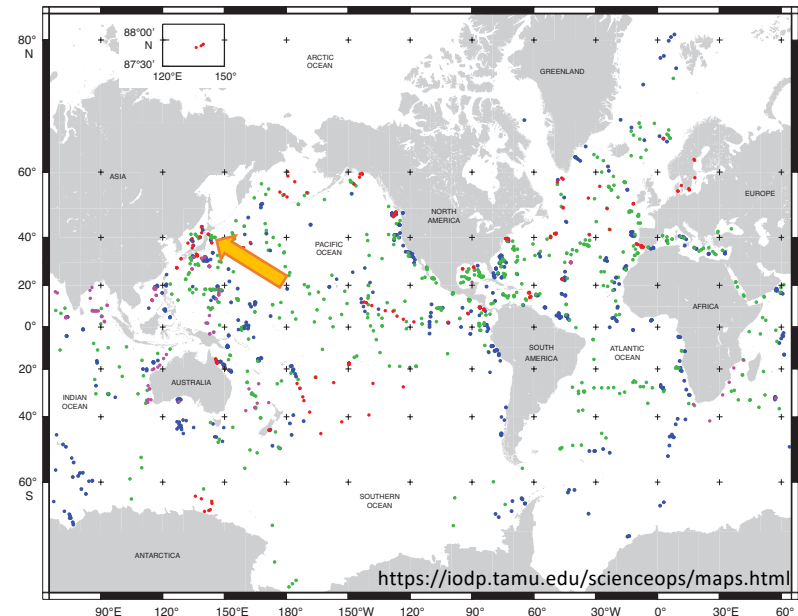 80°
N
88°00'
N
87°30'
120°E
150°
ARCTIC
OCEAN
GREENLAND
60°
ASIA
NORTH
AMERICA
EUROPE
40°
PACIFIC
OCEAN
20°
AFRICA
0°
SOUTH
AMERICA
ATLANTIC
OCEAN
20°
AUSTRALIA
INDIAN
OCEAN
40°
60°
S
SOUTHERN
OCEAN
ANTARCTICA
https://iodp.tamu.edu/scienceops/maps.html
90°E
120°E
150°E
180°
150°W
120°W
90°W
60°W
30°W
0°
30°E
60°E